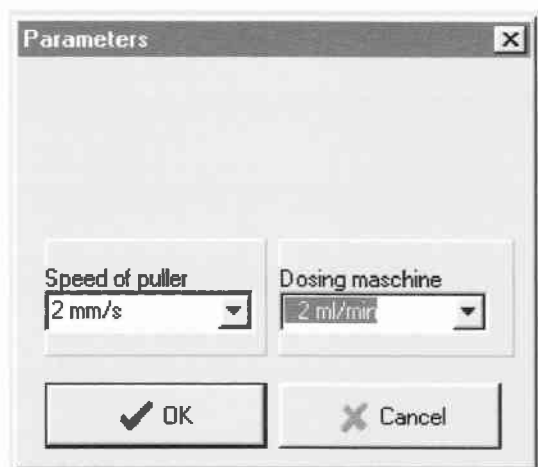 Parameters
Speed of puller
Dosing maschine
2 mm/s
2 ml/min
OK
Cancel